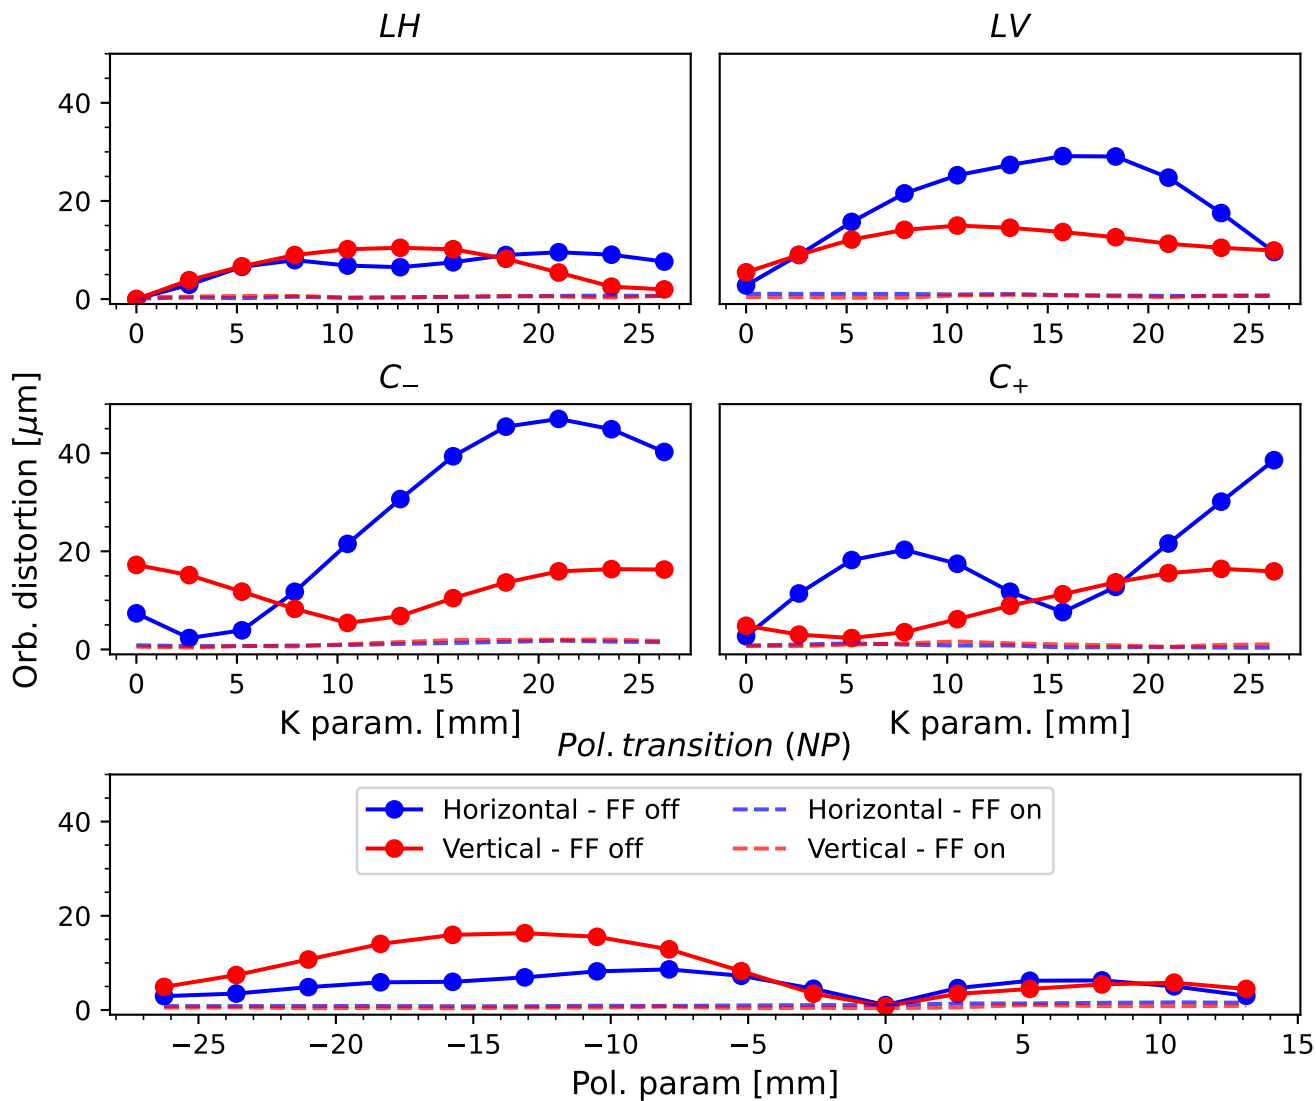 LH
LV
0 20 40
0 5 10 15 20 25
0 5 10 15 20 25
C−
C+
Orb. distortion [μm]
0 20 40
0 5 10 15 20 25
0 5 10 15 20 25
K param. [mm]
K param. [mm]
Pol. transition (NP)
Horizontal - FF off
Horizontal - FF on
Vertical - FF off
Vertical - FF on
0 20 40
−25 −20 −15 −10 −5 0 5 10 15
Pol. param [mm]